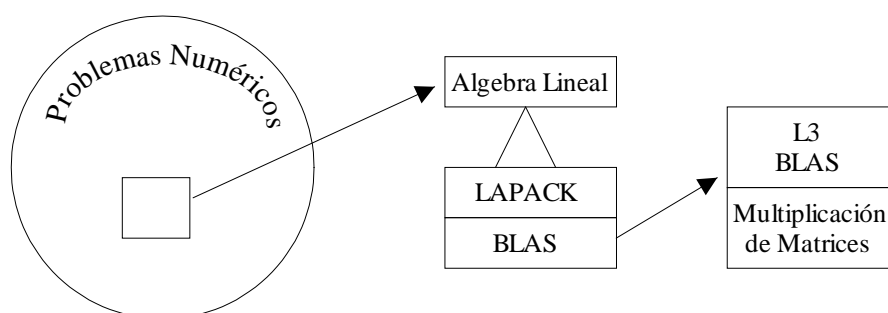 Problemas Numéricos
Algebra Lineal
LAPACK
BLAS
L3
BLAS
Multiplicación
de Matrices